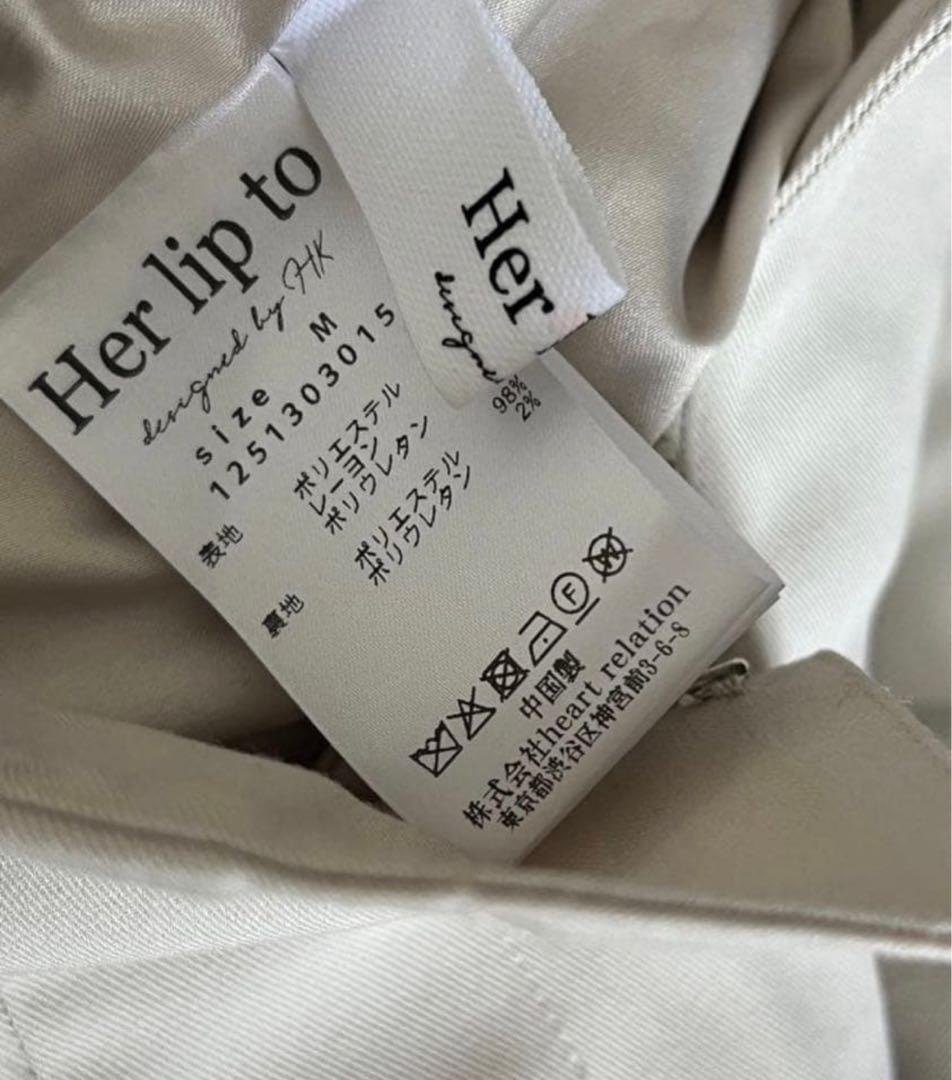 Her lip to
designed by HK
size M
1251303015
表地 ポリエステル
レーヨン
ポリウレタン
裏地 ポリエステル 98%
ポリウレタン 2%
F
W
中国製
株式会社heart relation
東京都渋谷区神宮前3-6-8
Her